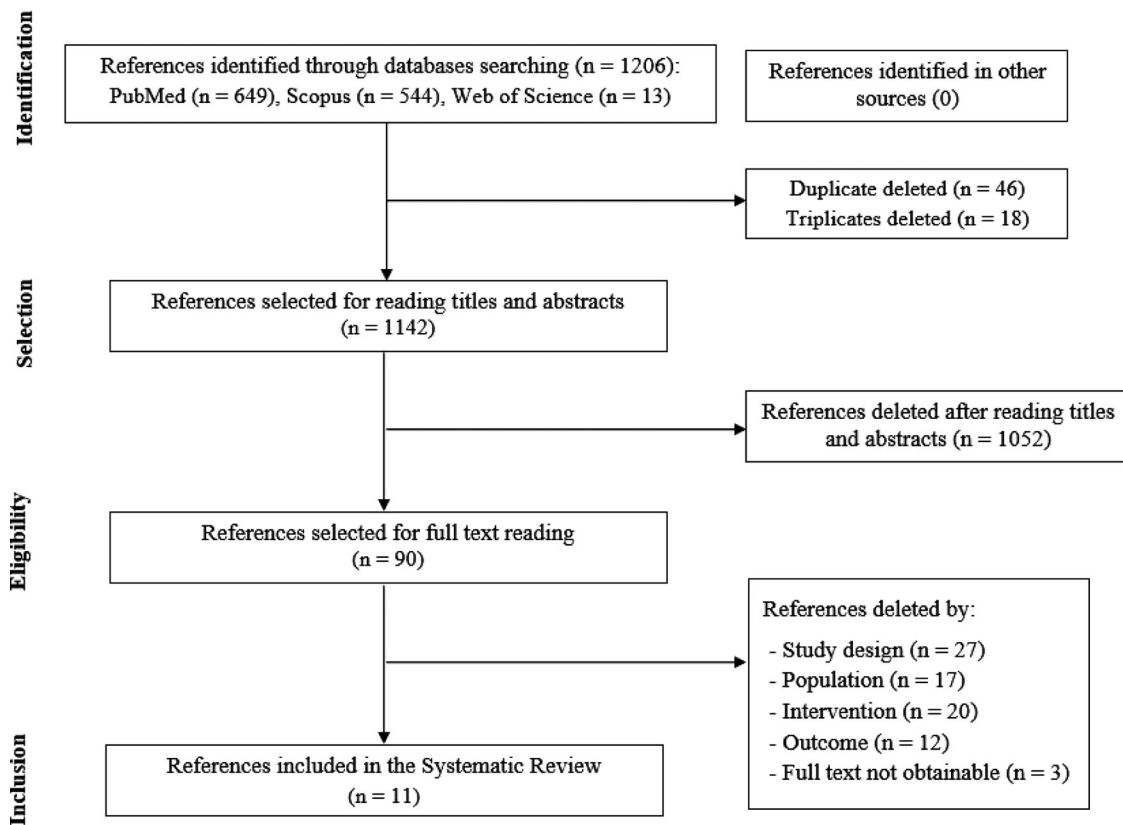 Identification
References identified through databases searching (n = 1206):
PubMed (n = 649), Scopus (n = 544), Web of Science (n = 13)
References identified in other
sources (0)
Duplicate deleted (n = 46)
Triplicates deleted (n = 18)
Selection
References selected for reading titles and abstracts
(n = 1142)
References deleted after reading titles
and abstracts (n = 1052)
Eligibility
References selected for full text reading
(n = 90)
References deleted by:
- Study design (n = 27)
- Population (n = 17)
- Intervention (n = 20)
- Outcome (n = 12)
- Full text not obtainable (n = 3)
Inclusion
References included in the Systematic Review
(n = 11)